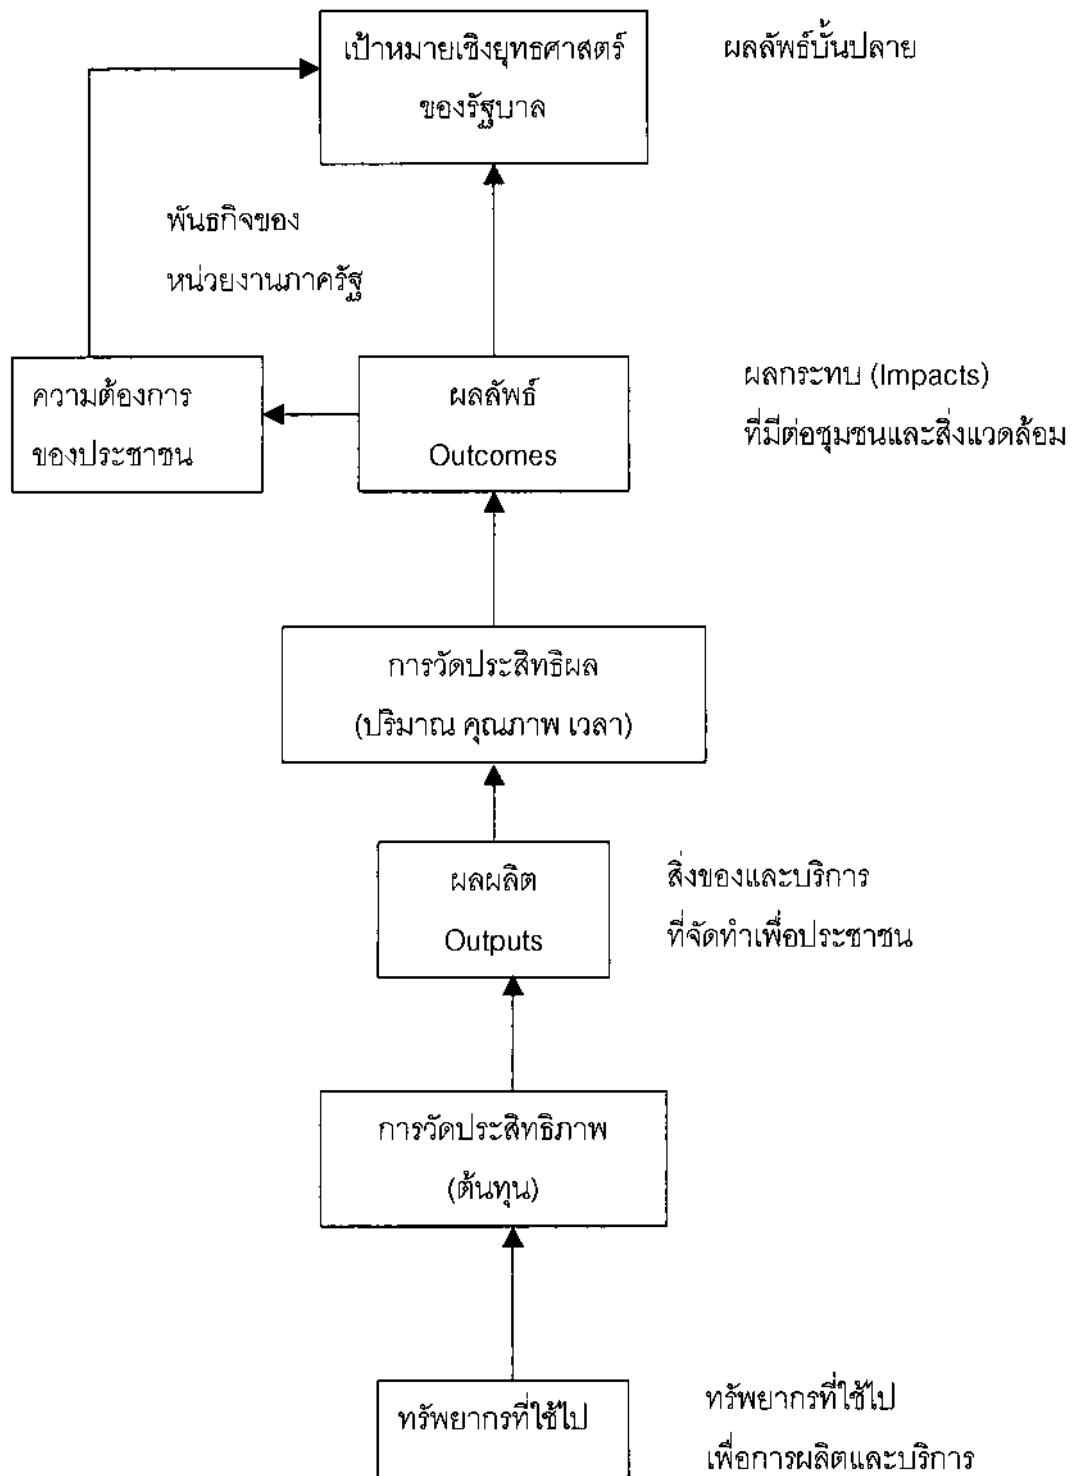 เป้าหมายเชิงยุทธศาสตร์
ของรัฐบาล
ผลลัพธ์บั้นปลาย
พันธกิจของ
หน่วยงานภาครัฐ
ความต้องการ
ของประชาชน
ผลลัพธ์
Outcomes
ผลกระทบ (Impacts)
ที่มีต่อชุมชนและสิ่งแวดล้อม
การวัดประสิทธิผล
(ปริมาณ คุณภาพ เวลา)
ผลผลิต
Outputs
สิ่งของและบริการ
ที่จัดทำเพื่อประชาชน
การวัดประสิทธิภาพ
(ต้นทุน)
ทรัพยากรที่ใช้ไป
ทรัพยากรที่ใช้ไป
เพื่อการผลิตและบริการ